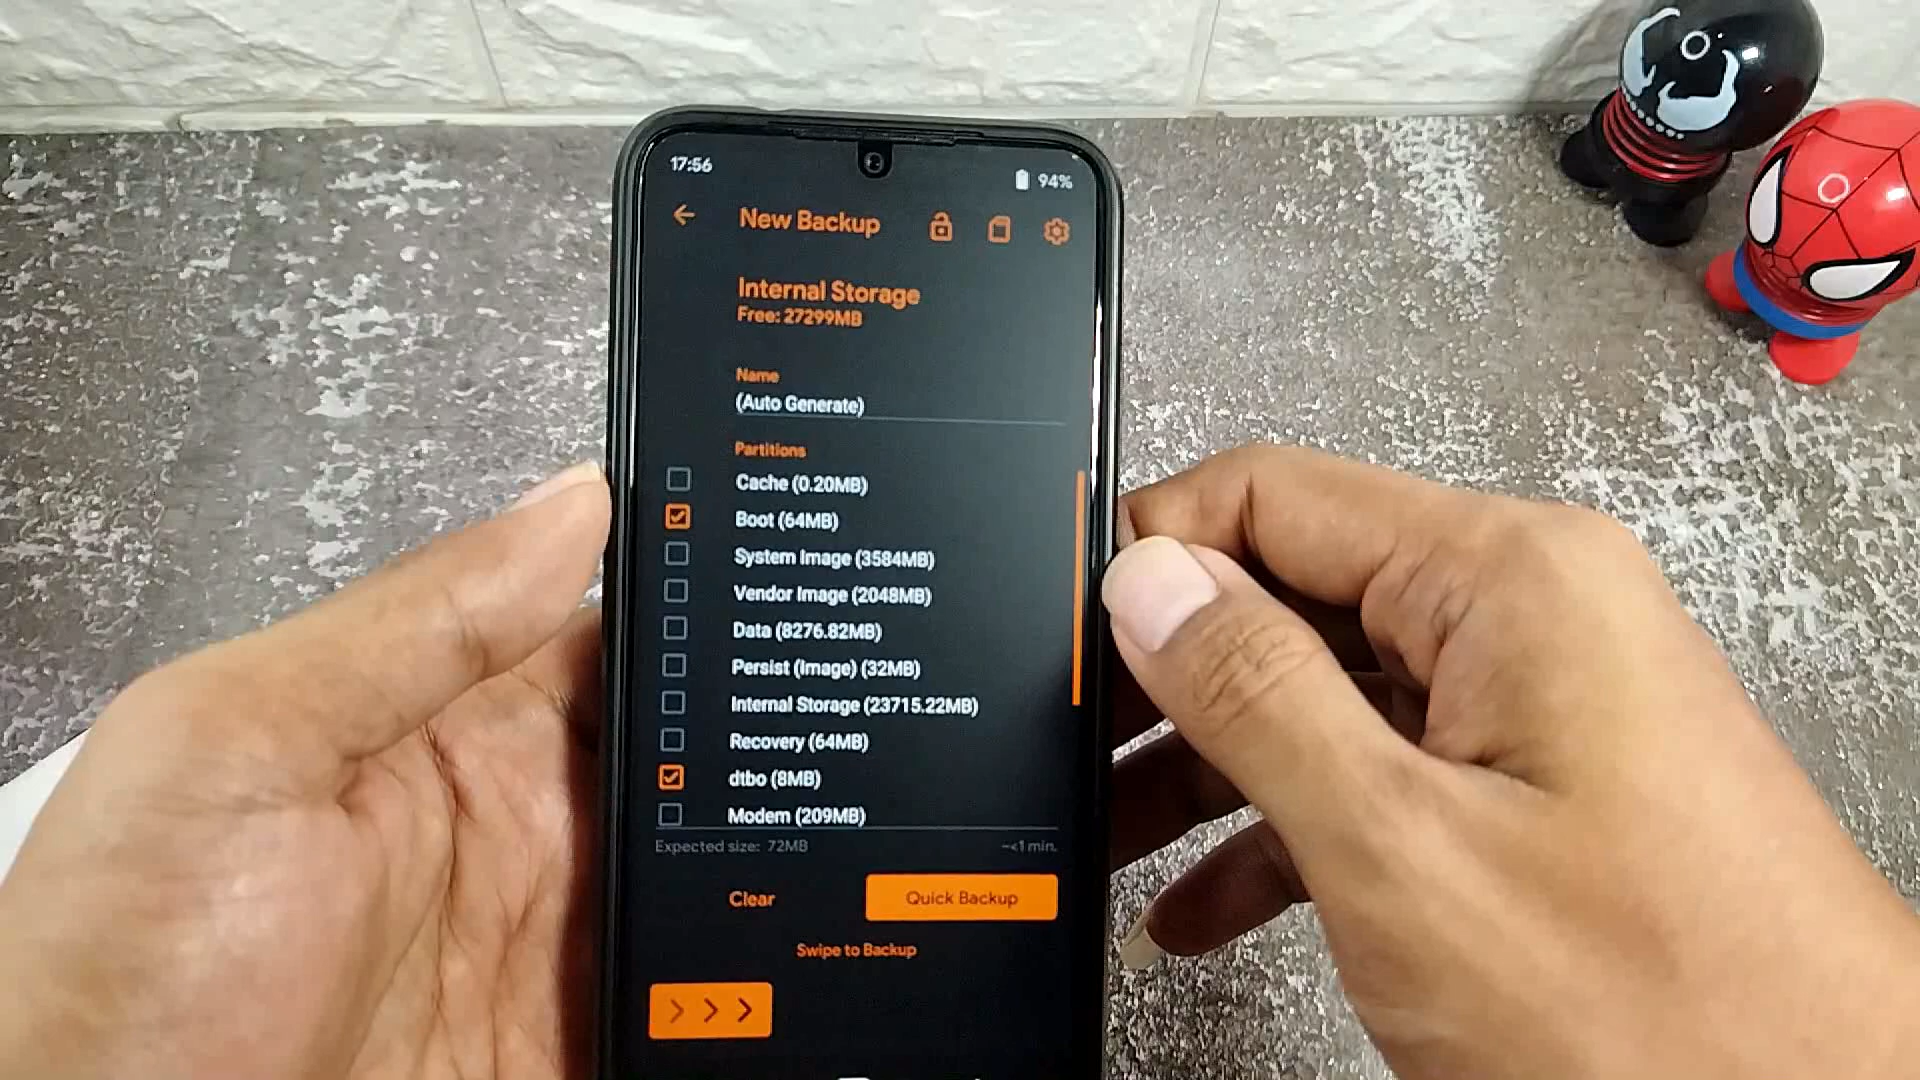 17:56
94%
New Backup
Internal Storage
Free: 27299MB
Name
(Auto Generate)
Partitions
Cache (0.20MB)
Boot (64MB)
System Image (3584MB)
Vendor Image (2048MB)
Data (8276.82MB)
Persist (Image) (32MB)
Internal Storage (23715.22MB)
Recovery (64MB)
dtbo (8MB)
Modem (209MB)
Expected size: 72MB ~<1 min.
Clear
Quick Backup
Swipe to Backup